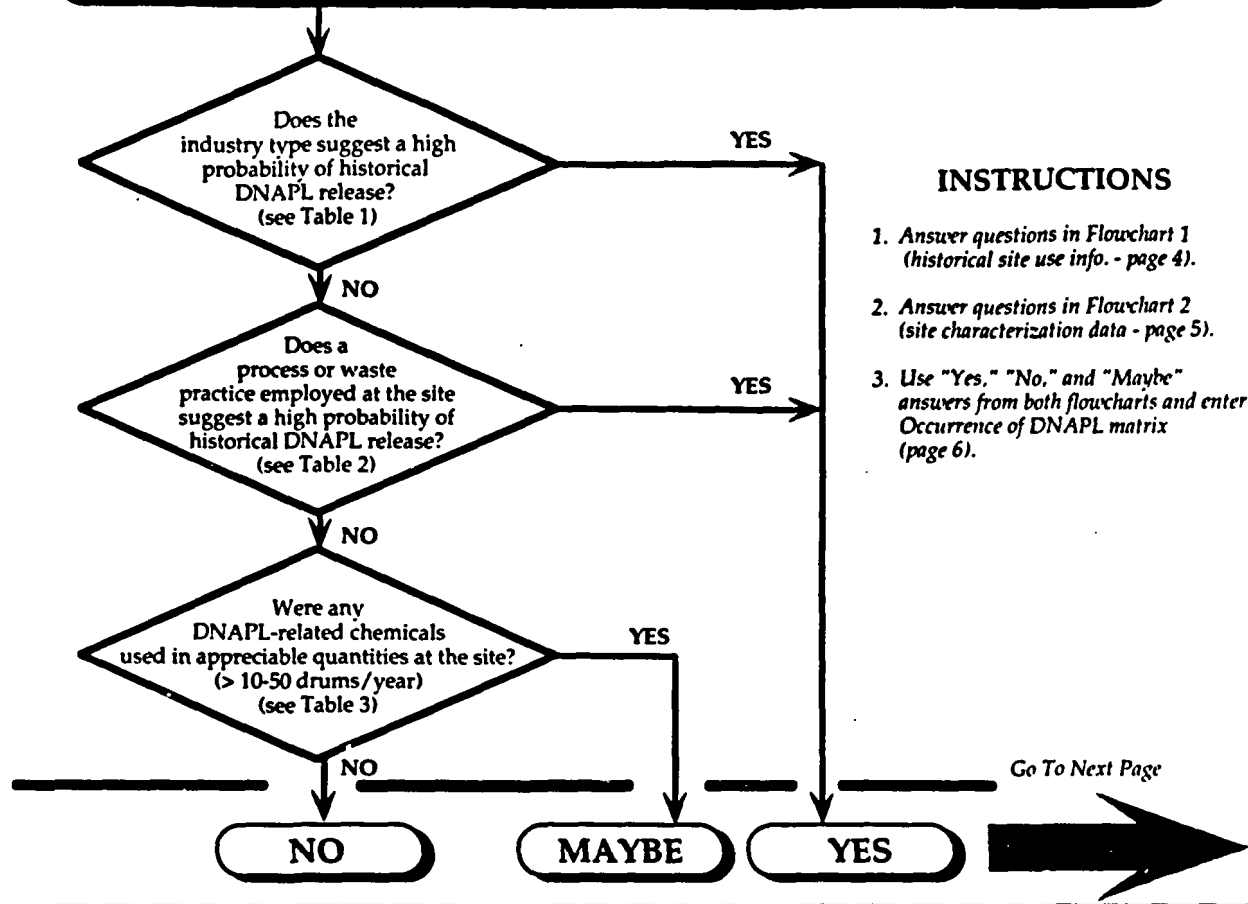 Does the
industry type suggest a high
probability of historical
DNAPL release?
(see Table 1)
YES
NO
Does a
process or waste
practice employed at the site
suggest a high probability of
historical DNAPL release?
(see Table 2)
YES
NO
Were any
DNAPL-related chemicals
used in appreciable quantities at the site?
(> 10-50 drums/year)
(see Table 3)
YES
NO
INSTRUCTIONS
1. Answer questions in Flowchart 1
(historical site use info. - page 4).
2. Answer questions in Flowchart 2
(site characterization data - page 5).
3. Use "Yes," "No," and "Maybe"
answers from both flowcharts and enter
Occurrence of DNAPL matrix
(page 6).
Go To Next Page
NO
MAYBE
YES